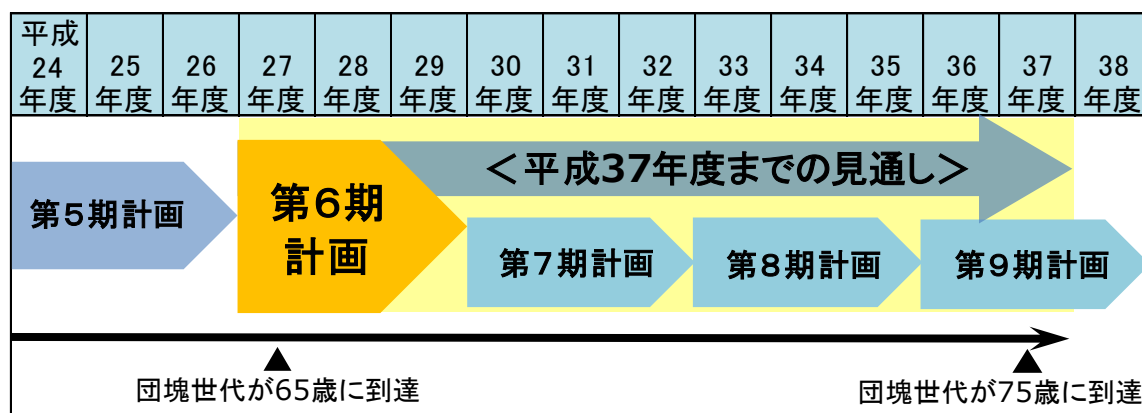 平成
24 25 26 27 28 29 30 31 32 33 34 35 36 37 38
年度 年度 年度 年度 年度 年度 年度 年度 年度 年度 年度 年度 年度 年度 年度
＜平成37年度までの見通し＞
第５期計画
第６期
計画
第７期計画
第８期計画
第９期計画
▲ ▲
団塊世代が65歳に到達
団塊世代が75歳に到達